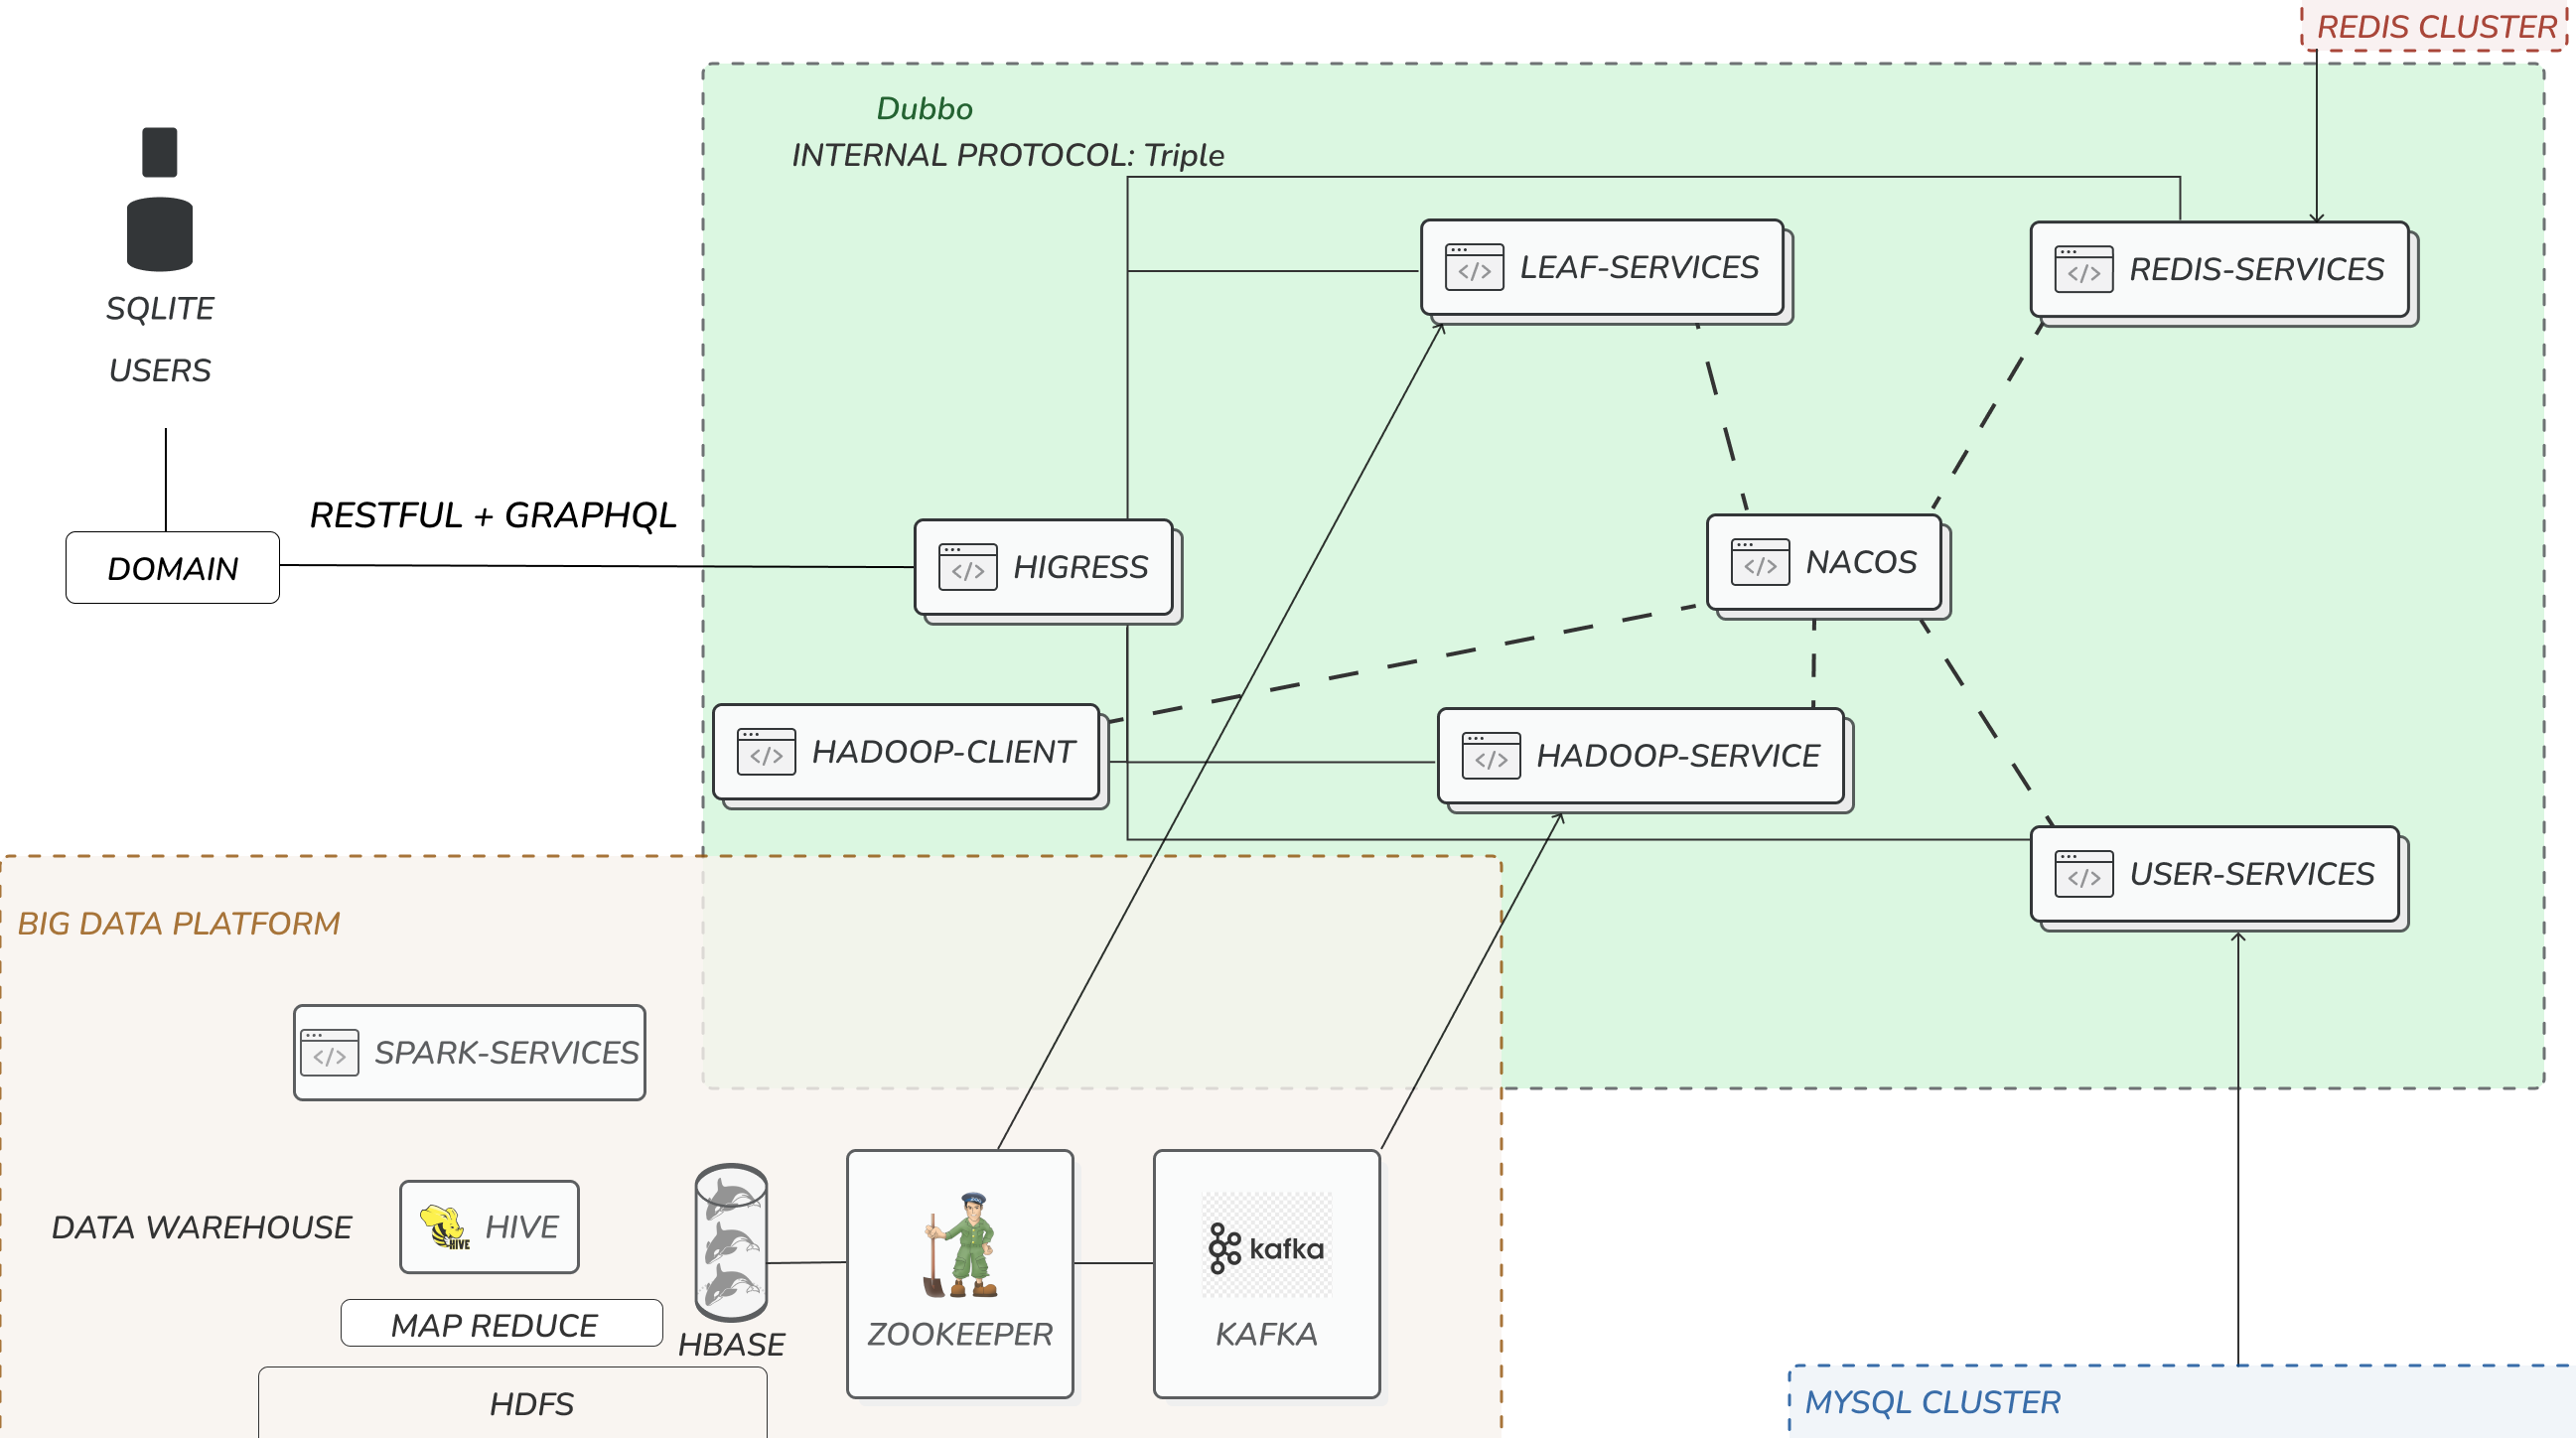 REDIS CLUSTER
Dubbo
INTERNAL PROTOCOL: Triple
SQLITE
USERS
LEAF-SERVICES
REDIS-SERVICES
RESTFUL + GRAPHQL
DOMAIN
HIGRESS
NACOS
HADOOP-CLIENT
HADOOP-SERVICE
USER-SERVICES
BIG DATA PLATFORM
SPARK-SERVICES
DATA WAREHOUSE
HIVE
HIVE
kafka
MAP REDUCE
HBASE
ZOOKEEPER
KAFKA
HDFS
MYSQL CLUSTER